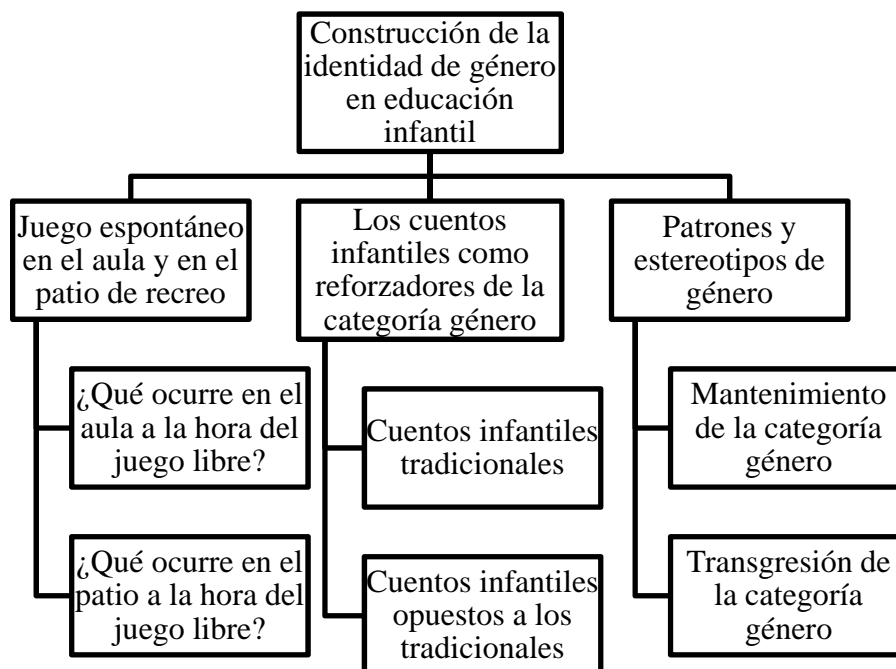 Construcción de la
identidad de género
en educación
infantil
Juego espontáneo
en el aula y en el
patio de recreo
¿Qué ocurre en el
aula a la hora del
juego libre?
¿Qué ocurre en el
patio a la hora del
juego libre?
Los cuentos
infantiles como
reforzadores de la
categoría género
Cuentos infantiles
tradicionales
Cuentos infantiles
opuestos a los
tradicionales
Patrones y
estereotipos de
género
Mantenimiento
de la categoría
género
Transgresión de
la categoría
género